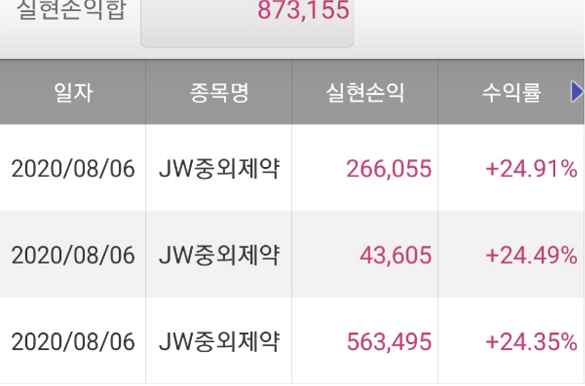 실현손익합 873,155
일자 종목명 실현손익 수익률
2020/08/06 JW중외제약 266,055 +24.91%
2020/08/06 JW중외제약 43,605 +24.49%
2020/08/06 JW중외제약 563,495 +24.35%